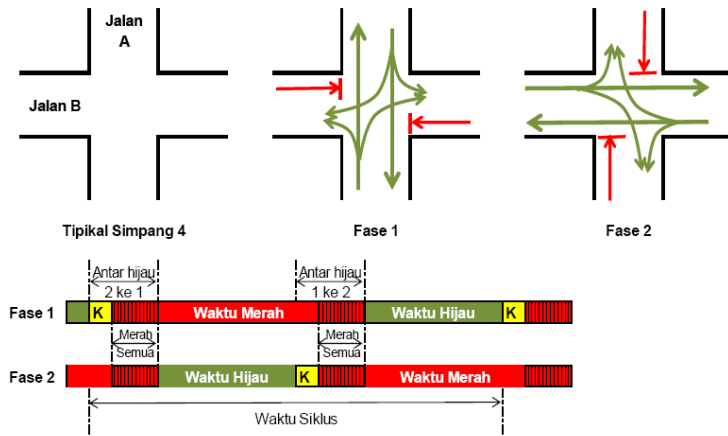 Jalan
A
Jalan B
Tipikal Simpang 4
Fase 1
Fase 2
Antar hijau
2 ke 1
Antar hijau
1 ke 2
Fase 1
K
Waktu Merah
Waktu Hijau
K
Merah
Semua
Merah
Semua
Fase 2
Waktu Hijau
K
Waktu Merah
Waktu Siklus